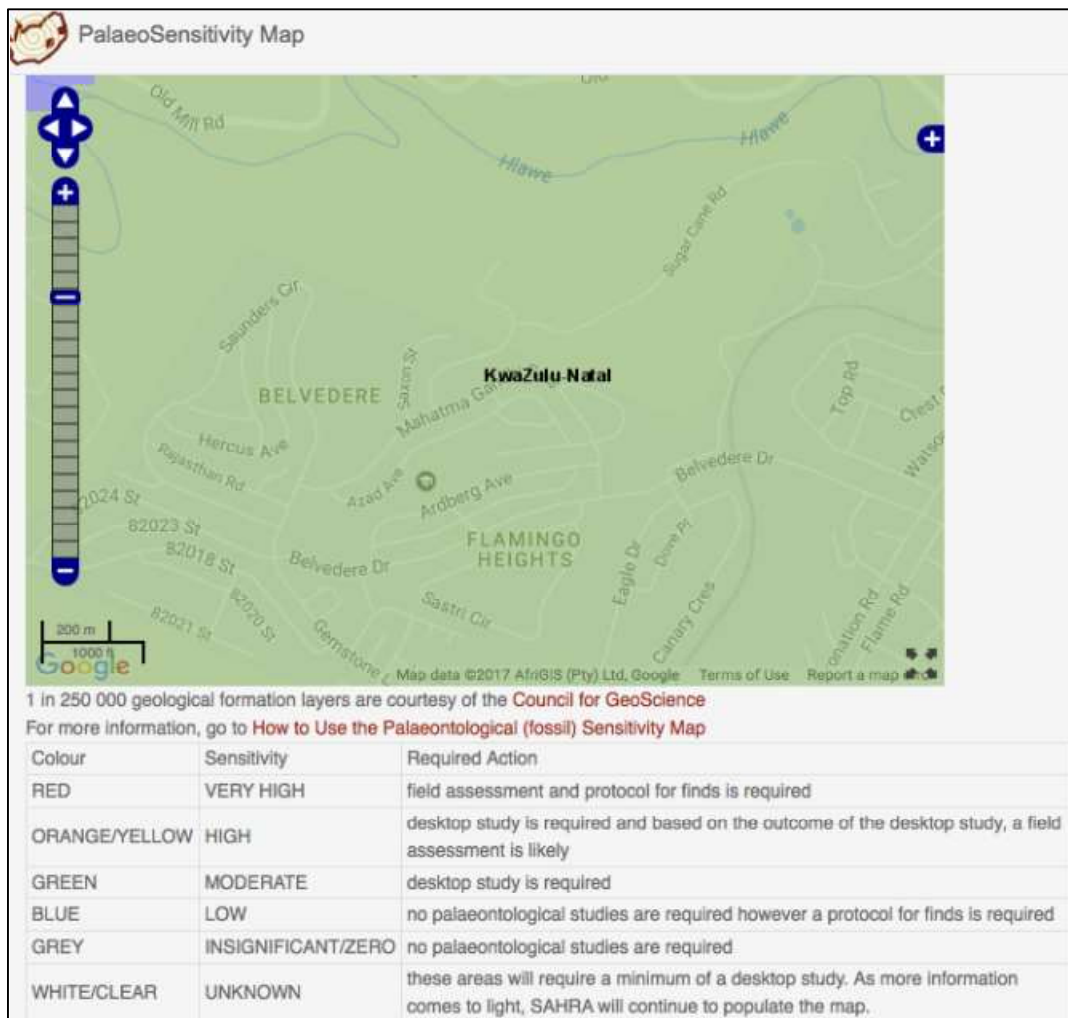 PalaeoSensitivity Map
Old Mill Rd
Hlawe
Hlawe
Sugar Cane Rd
Saunders Cir
Saxon St
KwaZulu-Natal
BELVEDERE
Mahatma
Top Rd
Crest
Hercus Ave
Rajasthan Rd
Belvedere Dr
Azad Ave
Ardberg Ave
82024 St
82023 St
FLAMINGO
HEIGHTS
82018 St
Belvedere Dr
Eagle Dr
Dove Pl
Sastri Cir
82020 St
82021 St
Canary Cres
Flame Rd
Gemstone
200 m
1000 ft
Google
Map data ©2017 AfriGIS (Pty) Ltd, Google Terms of Use Report a map
1 in 250 000 geological formation layers are courtesy of the Council for GeoScience
For more information, go to How to Use the Palaeontological (fossil) Sensitivity Map
Colour Sensitivity Required Action
RED VERY HIGH field assessment and protocol for finds is required
ORANGE/YELLOW HIGH desktop study is required and based on the outcome of the desktop study, a field
assessment is likely
GREEN MODERATE desktop study is required
BLUE LOW no palaeontological studies are required however a protocol for finds is required
GREY INSIGNIFICANT/ZERO no palaeontological studies are required
WHITE/CLEAR UNKNOWN these areas will require a minimum of a desktop study. As more information
comes to light, SAHRA will continue to populate the map.